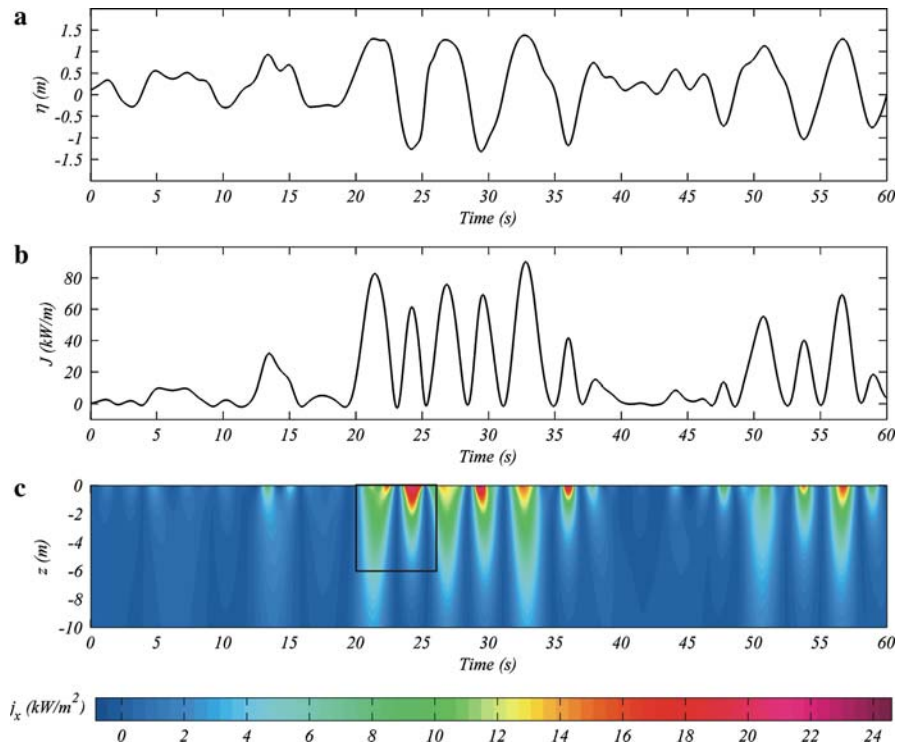 a
1.5
1
0.5
0
-0.5
-1
-1.5
η (m)
0 5 10 15 20 25 30 35 40 45 50 55 60
Time (s)
b
80
60
40
20
0
J (kW/m)
0 5 10 15 20 25 30 35 40 45 50 55 60
Time (s)
c
0
-2
-4
-6
-8
-10
z (m)
0 5 10 15 20 25 30 35 40 45 50 55 60
Time (s)
j_x (kW/m²)
0 2 4 6 8 10 12 14 16 18 20 22 24